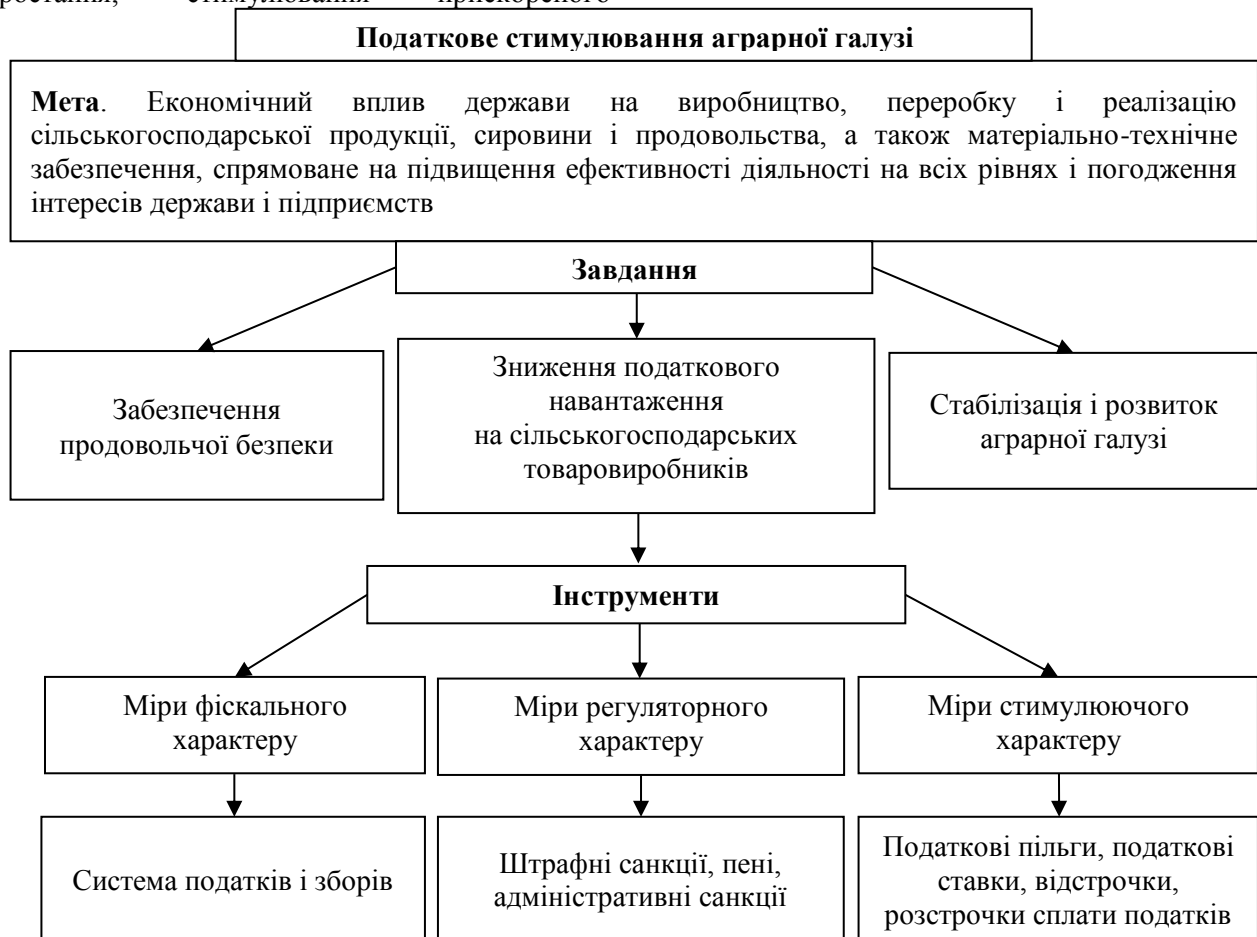 стимулювання прискореного
Податкове стимулювання аграрної галузі
Мета. Економічний вплив держави на виробництво, переробку і реалізацію
сільськогосподарської продукції, сировини і продовольства, а також матеріально-технічне
забезпечення, спрямоване на підвищення ефективності діяльності на всіх рівнях і погодження
інтересів держави і підприємств
Завдання
Забезпечення
продовольчої безпеки
Зниження податкового
навантаження
на сільськогосподарських
товаровиробників
Стабілізація і розвиток
аграрної галузі
Інструменти
Міри фіскального
характеру
Міри регуляторного
характеру
Міри стимулюючого
характеру
Система податків і зборів
Штрафні санкції, пені,
адміністративні санкції
Податкові пільги, податкові
ставки, відстрочки,
розстрочки сплати податків